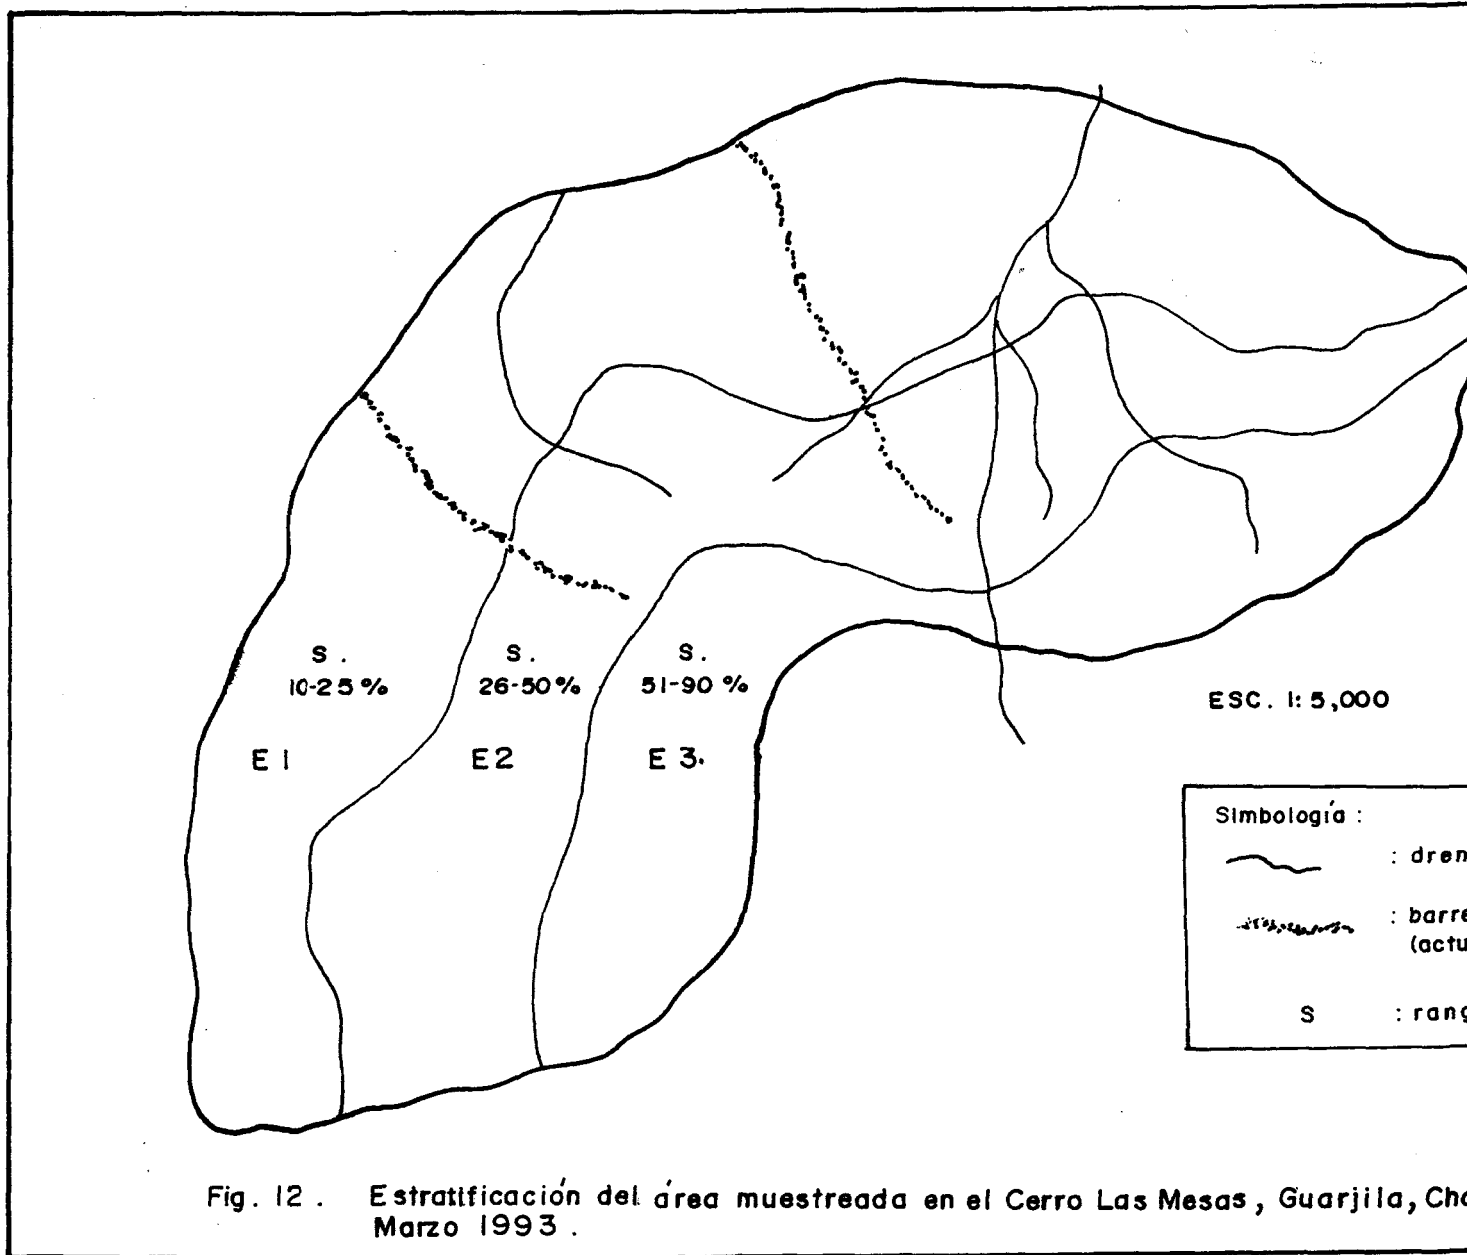 S. S. S.
10-25% 26-50% 51-90%
E1 E2 E3.
ESC. 1:5,000
Simbología :
: dren
: barre
(actu
S : rang
Fig. 12. Estratificación del área muestreada en el Cerro Las Mesas, Guarjila, Cha
Marzo 1993.